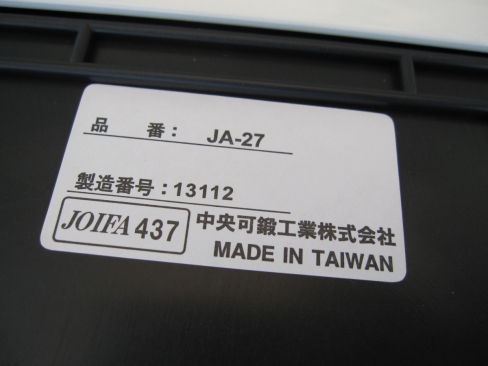 品　番： JA-27
製造番号：13112
JOIFA 437 中央可鍛工業株式会社
MADE IN TAIWAN